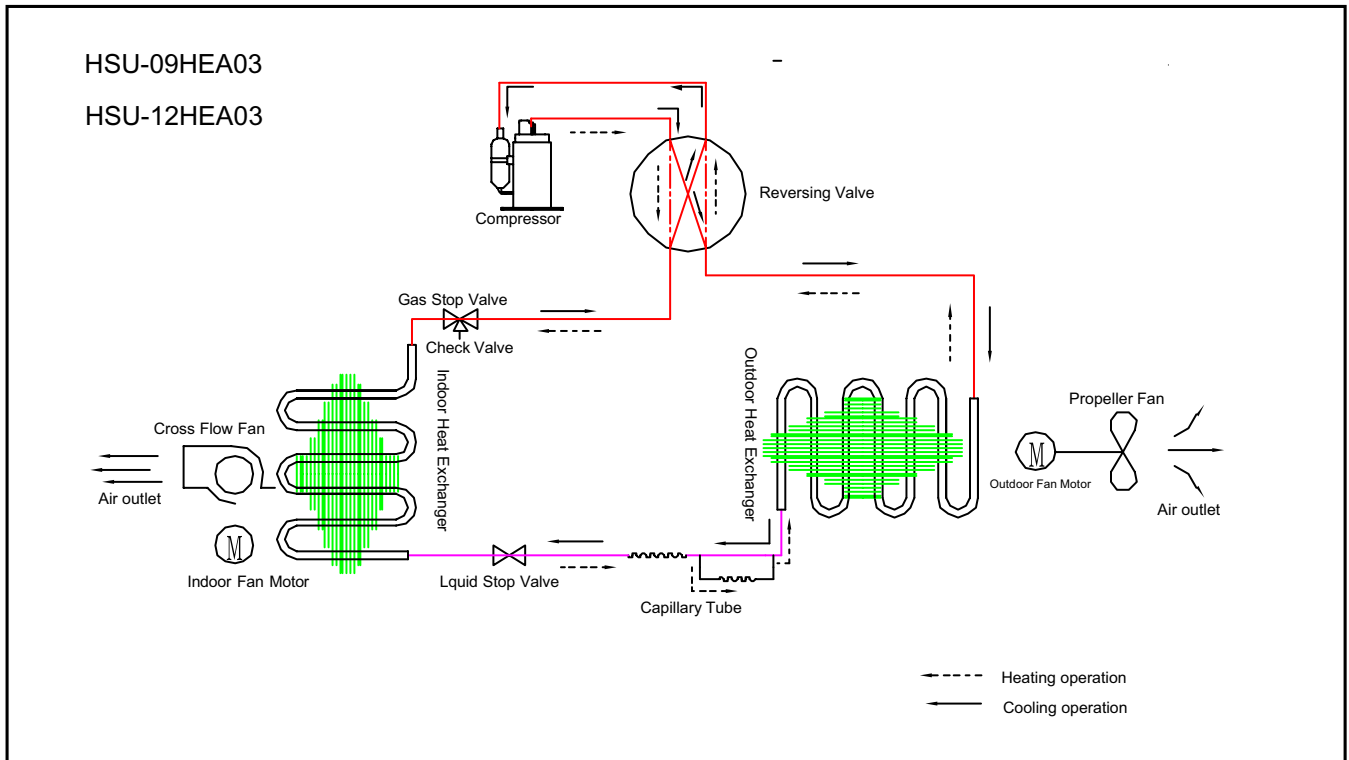 HSU-09HEA03
HSU-12HEA03
Compressor
Reversing Valve
Gas Stop Valve
Check Valve
Indoor Heat Exchanger
Outdoor Heat Exchanger
Cross Flow Fan
Air outlet
M
Indoor Fan Motor
Lquid Stop Valve
Capillary Tube
Propeller Fan
M
Outdoor Fan Motor
Air outlet
Heating operation
Cooling operation